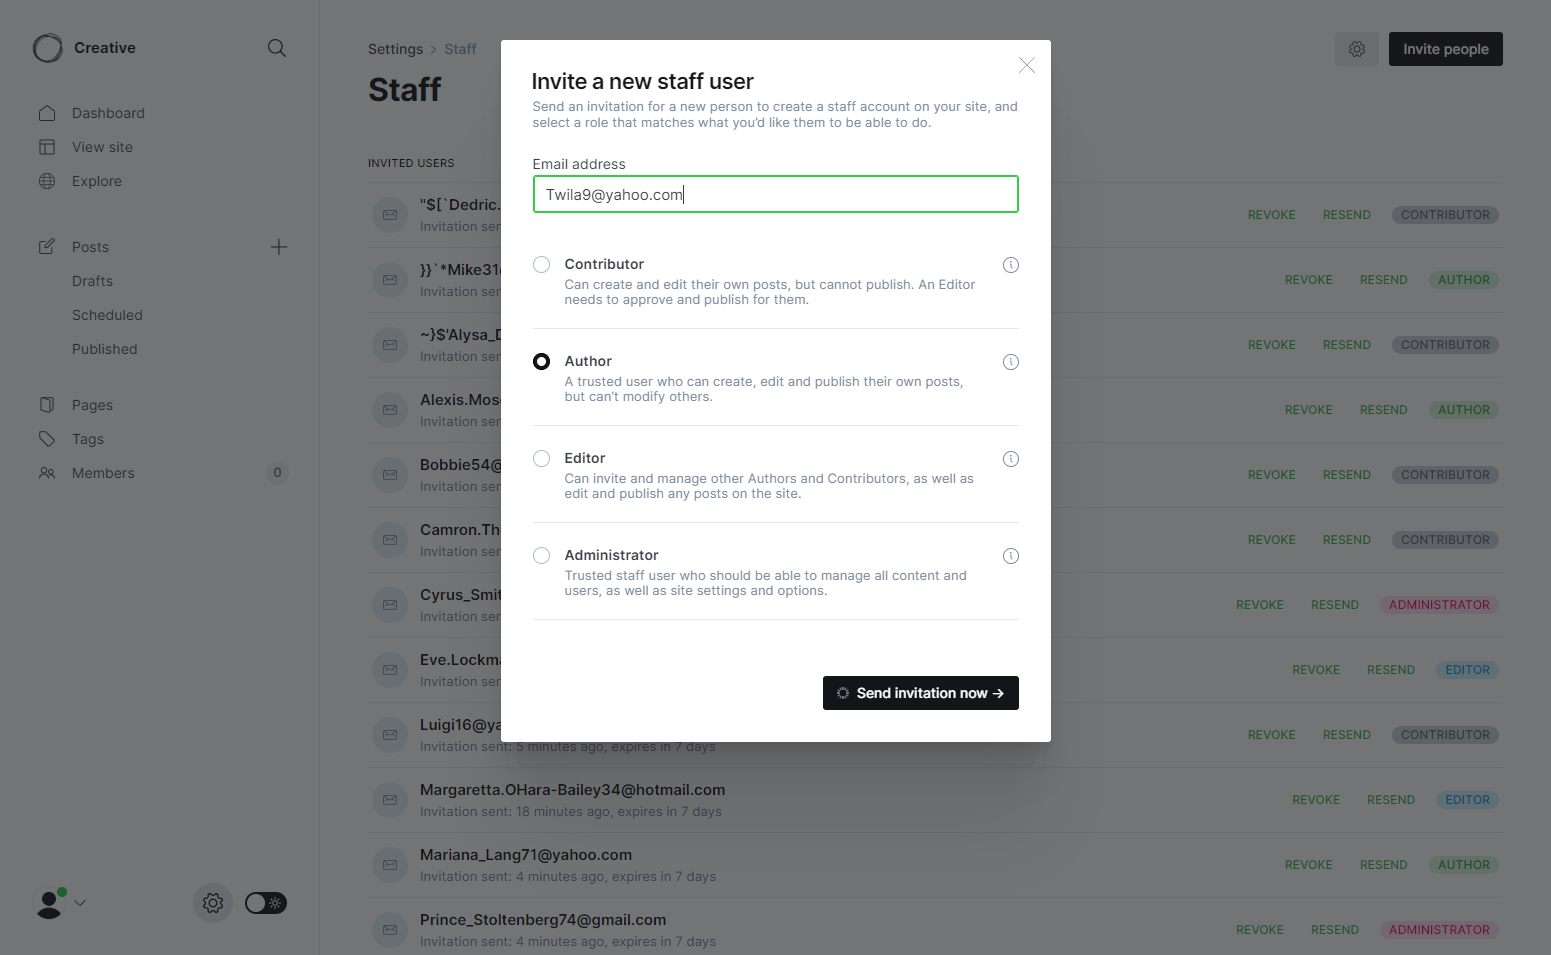 Creative
Dashboard
View site
Explore
Posts
Drafts
Scheduled
Published
Pages
Tags
Members
0
Settings > Staff
Staff
Invite people
INVITED USERS
"$[`Dedric.
Invitation sen
REVOKE RESEND CONTRIBUTOR
}}`*Mike31
Invitation sen
REVOKE RESEND AUTHOR
~}$'Alysa_D
Invitation sen
REVOKE RESEND CONTRIBUTOR
Alexis.Mos
Invitation sen
REVOKE RESEND AUTHOR
Bobbie54@
Invitation sen
REVOKE RESEND CONTRIBUTOR
Camron.Th
Invitation sen
REVOKE RESEND CONTRIBUTOR
Cyrus_Smit
Invitation sen
REVOKE RESEND ADMINISTRATOR
Eve.Lockma
Invitation sen
REVOKE RESEND EDITOR
Luigi16@ya
Invitation sent: 5 minutes ago, expires in 7 days
REVOKE RESEND CONTRIBUTOR
Margaretta.OHara-Bailey34@hotmail.com
Invitation sent: 18 minutes ago, expires in 7 days
REVOKE RESEND EDITOR
Mariana_Lang71@yahoo.com
Invitation sent: 4 minutes ago, expires in 7 days
REVOKE RESEND AUTHOR
Prince_Stoltenberg74@gmail.com
Invitation sent: 4 minutes ago, expires in 7 days
REVOKE RESEND ADMINISTRATOR
Invite a new staff user
Send an invitation for a new person to create a staff account on your site, and
select a role that matches what you'd like them to be able to do.
Email address
Twila9@yahoo.com
Contributor
Can create and edit their own posts, but cannot publish. An Editor
needs to approve and publish for them.
Author
A trusted user who can create, edit and publish their own posts,
but can't modify others.
Editor
Can invite and manage other Authors and Contributors, as well as
edit and publish any posts on the site.
Administrator
Trusted staff user who should be able to manage all content and
users, as well as site settings and options.
Send invitation now →